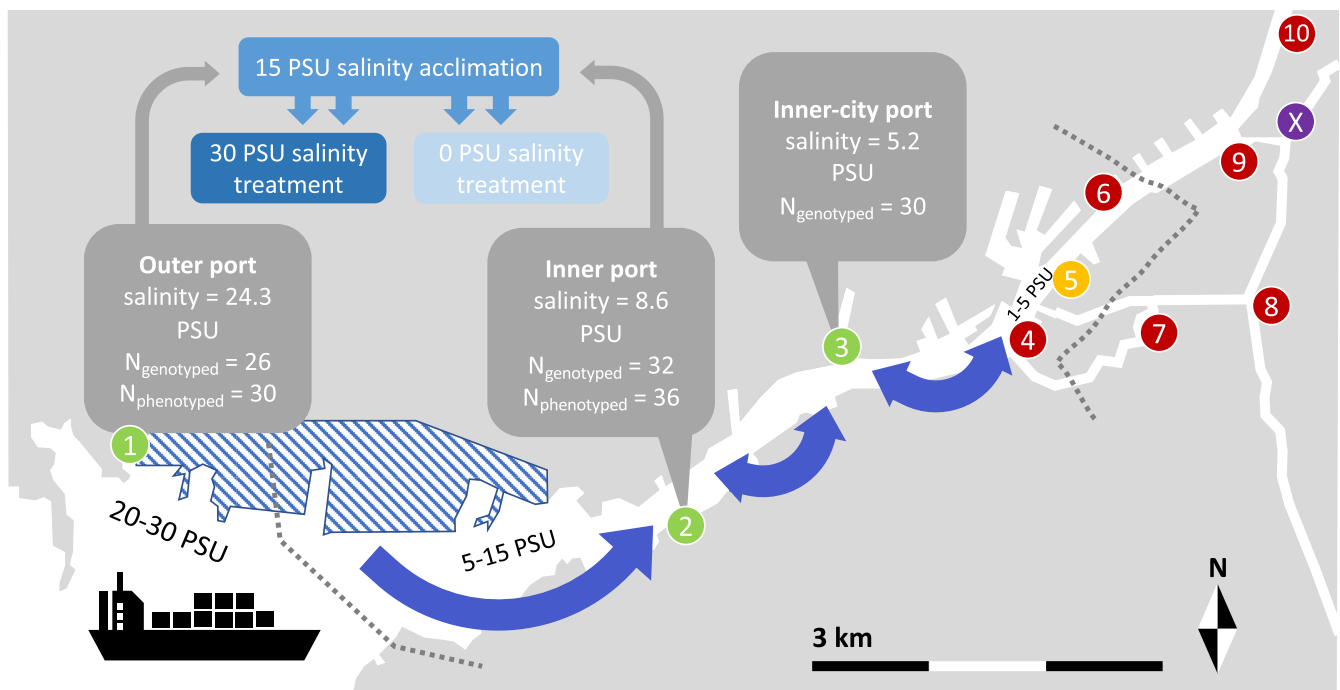 15 PSU salinity acclimation
30 PSU salinity
treatment
0 PSU salinity
treatment
Outer port
salinity = 24.3
PSU
Ngenotyped = 26
Nphenotyped = 30
Inner port
salinity = 8.6
PSU
Ngenotyped = 32
Nphenotyped = 36
Inner-city port
salinity = 5.2
PSU
Ngenotyped = 30
10
X
9
6
5
1-5 PSU
8
7
4
3
1
2
20-30 PSU
5-15 PSU
N
3 km